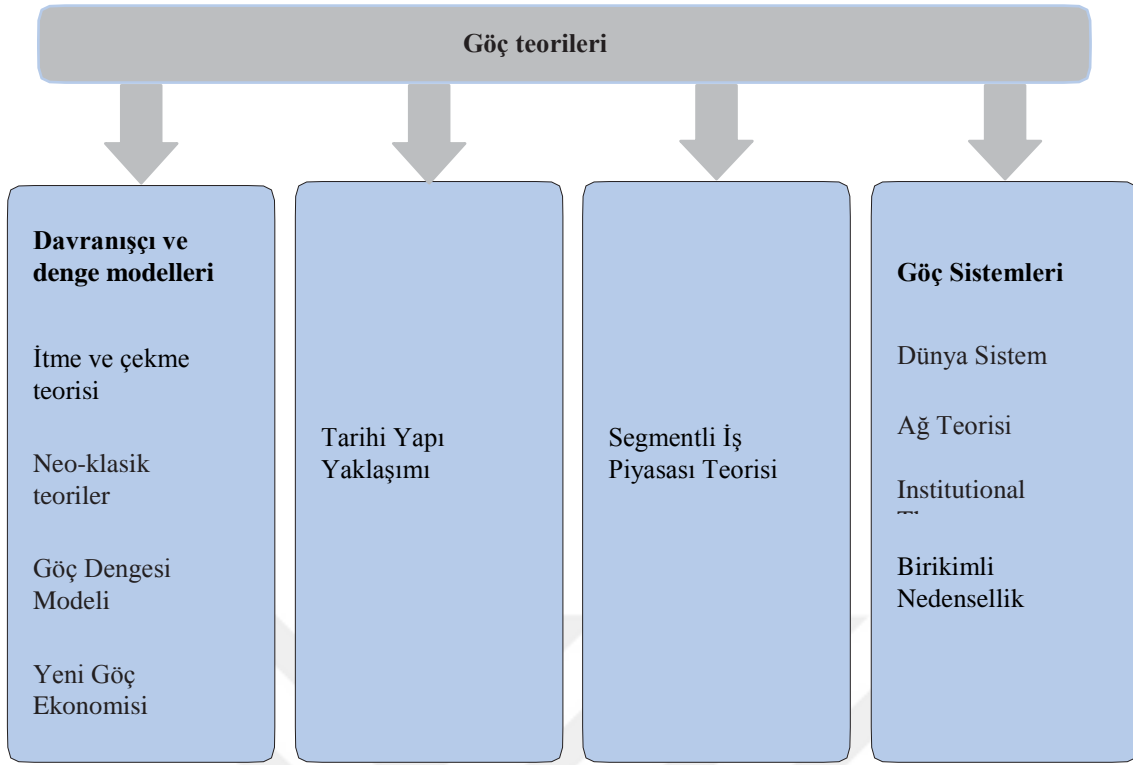 Göç teorileri
Davranışçı ve
denge modelleri
İtme ve çekme
teorisi
Neo-klasik
teoriler
Göç Dengesi
Modeli
Yeni Göç
Ekonomisi
Tarihi Yapı
Yaklaşımı
Segmentli İş
Piyasası Teorisi
Göç Sistemleri
Dünya Sistem
Ağ Teorisi
Institutional
Birikimli
Nedensellik